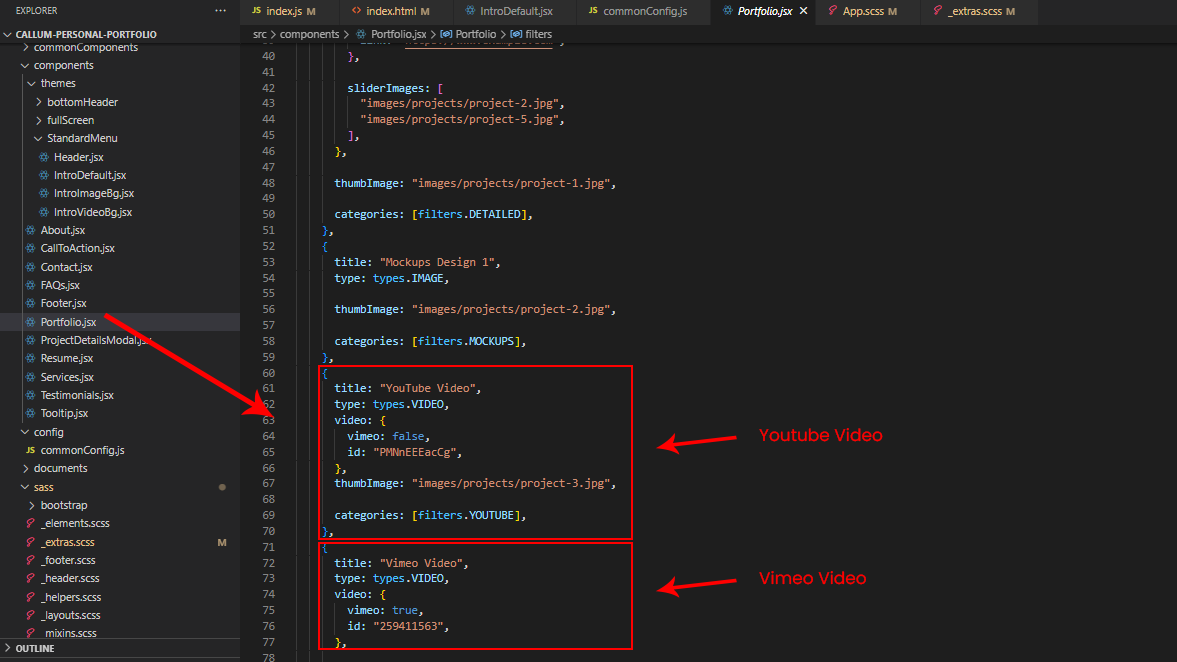 EXPLORER
index.js M
index.html M
IntroDefault.jsx
commonConfig.js
Portfolio.jsx
App.scss M
_extras.scss M
src > components > Portfolio.jsx > Portfolio > filters
CALLUM-PERSONAL-PORTFOLIO
commonComponents
components
themes
bottomHeader
fullScreen
StandardMenu
Header.jsx
IntroDefault.jsx
IntroImageBg.jsx
IntroVideoBg.jsx
About.jsx
CallToAction.jsx
Contact.jsx
FAQs.jsx
Footer.jsx
Portfolio.jsx
ProjectDetailsModal.jsx
Resume.jsx
Services.jsx
Testimonials.jsx
Tooltip.jsx
config
JS commonConfig.js
documents
sass
bootstrap
_elements.scss
_extras.scss M
_footer.scss
_header.scss
_helpers.scss
_layouts.scss
_mixins.scss
OUTLINE
40 },
41
42 sliderImages: [
43 "images/projects/project-2.jpg",
44 "images/projects/project-5.jpg",
45 ],
46 },
47
48 thumbImage: "images/projects/project-1.jpg",
49
50 categories: [filters.DETAILED],
51 },
52 {
53 title: "Mockups Design 1",
54 type: types.IMAGE,
55
56 thumbImage: "images/projects/project-2.jpg",
57
58 categories: [filters.MOCKUPS],
59 },
60 {
61 title: "YouTube Video",
62 type: types.VIDEO,
63 video: {
64 vimeo: false,
65 id: "PMNnEEEacCg",
66 },
67 thumbImage: "images/projects/project-3.jpg",
68
69 categories: [filters.YOUTUBE],
70 },
71 {
72 title: "Vimeo Video",
73 type: types.VIDEO,
74 video: {
75 vimeo: true,
76 id: "259411563",
77 },
78
Youtube Video
Vimeo Video